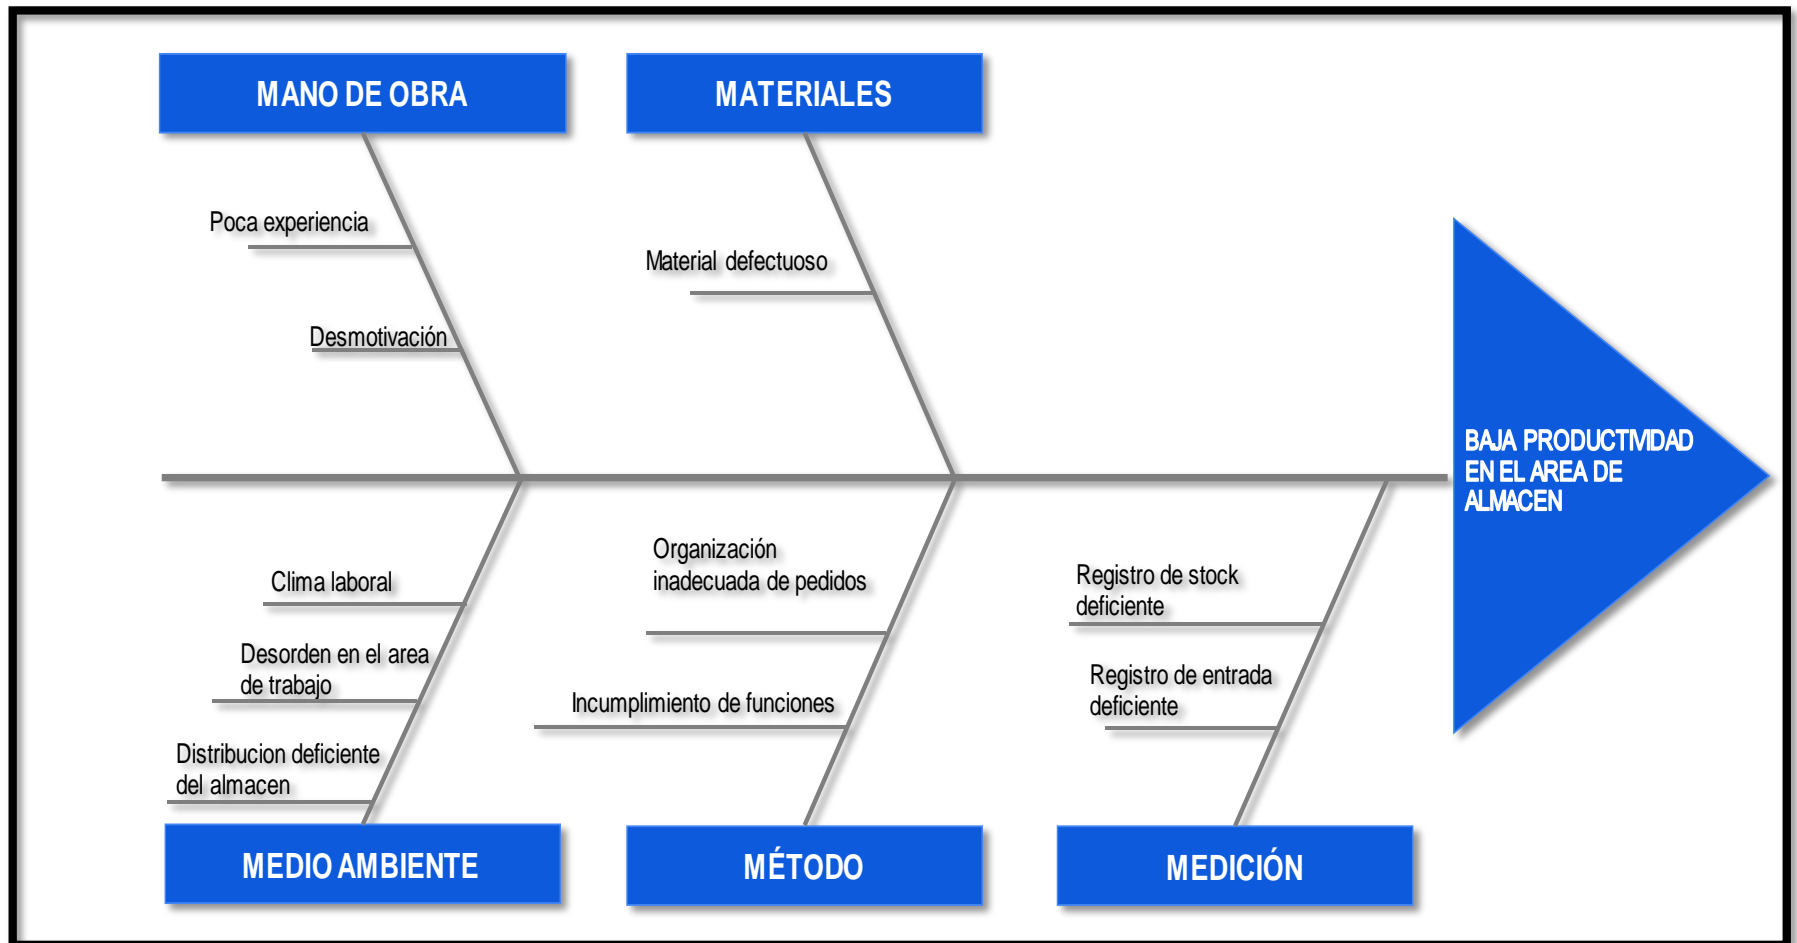 MANO DE OBRA
MATERIALES
Poca experiencia
Material defectuoso
Desmotivación
BAJA PRODUCTIVIDAD
EN EL AREA DE
ALMACEN
Clima laboral
Desorden en el area
de trabajo
Distribucion deficiente
del almacen
Organización
inadecuada de pedidos
Incumplimiento de funciones
Registro de stock
deficiente
Registro de entrada
deficiente
MEDIO AMBIENTE
MÉTODO
MEDICIÓN